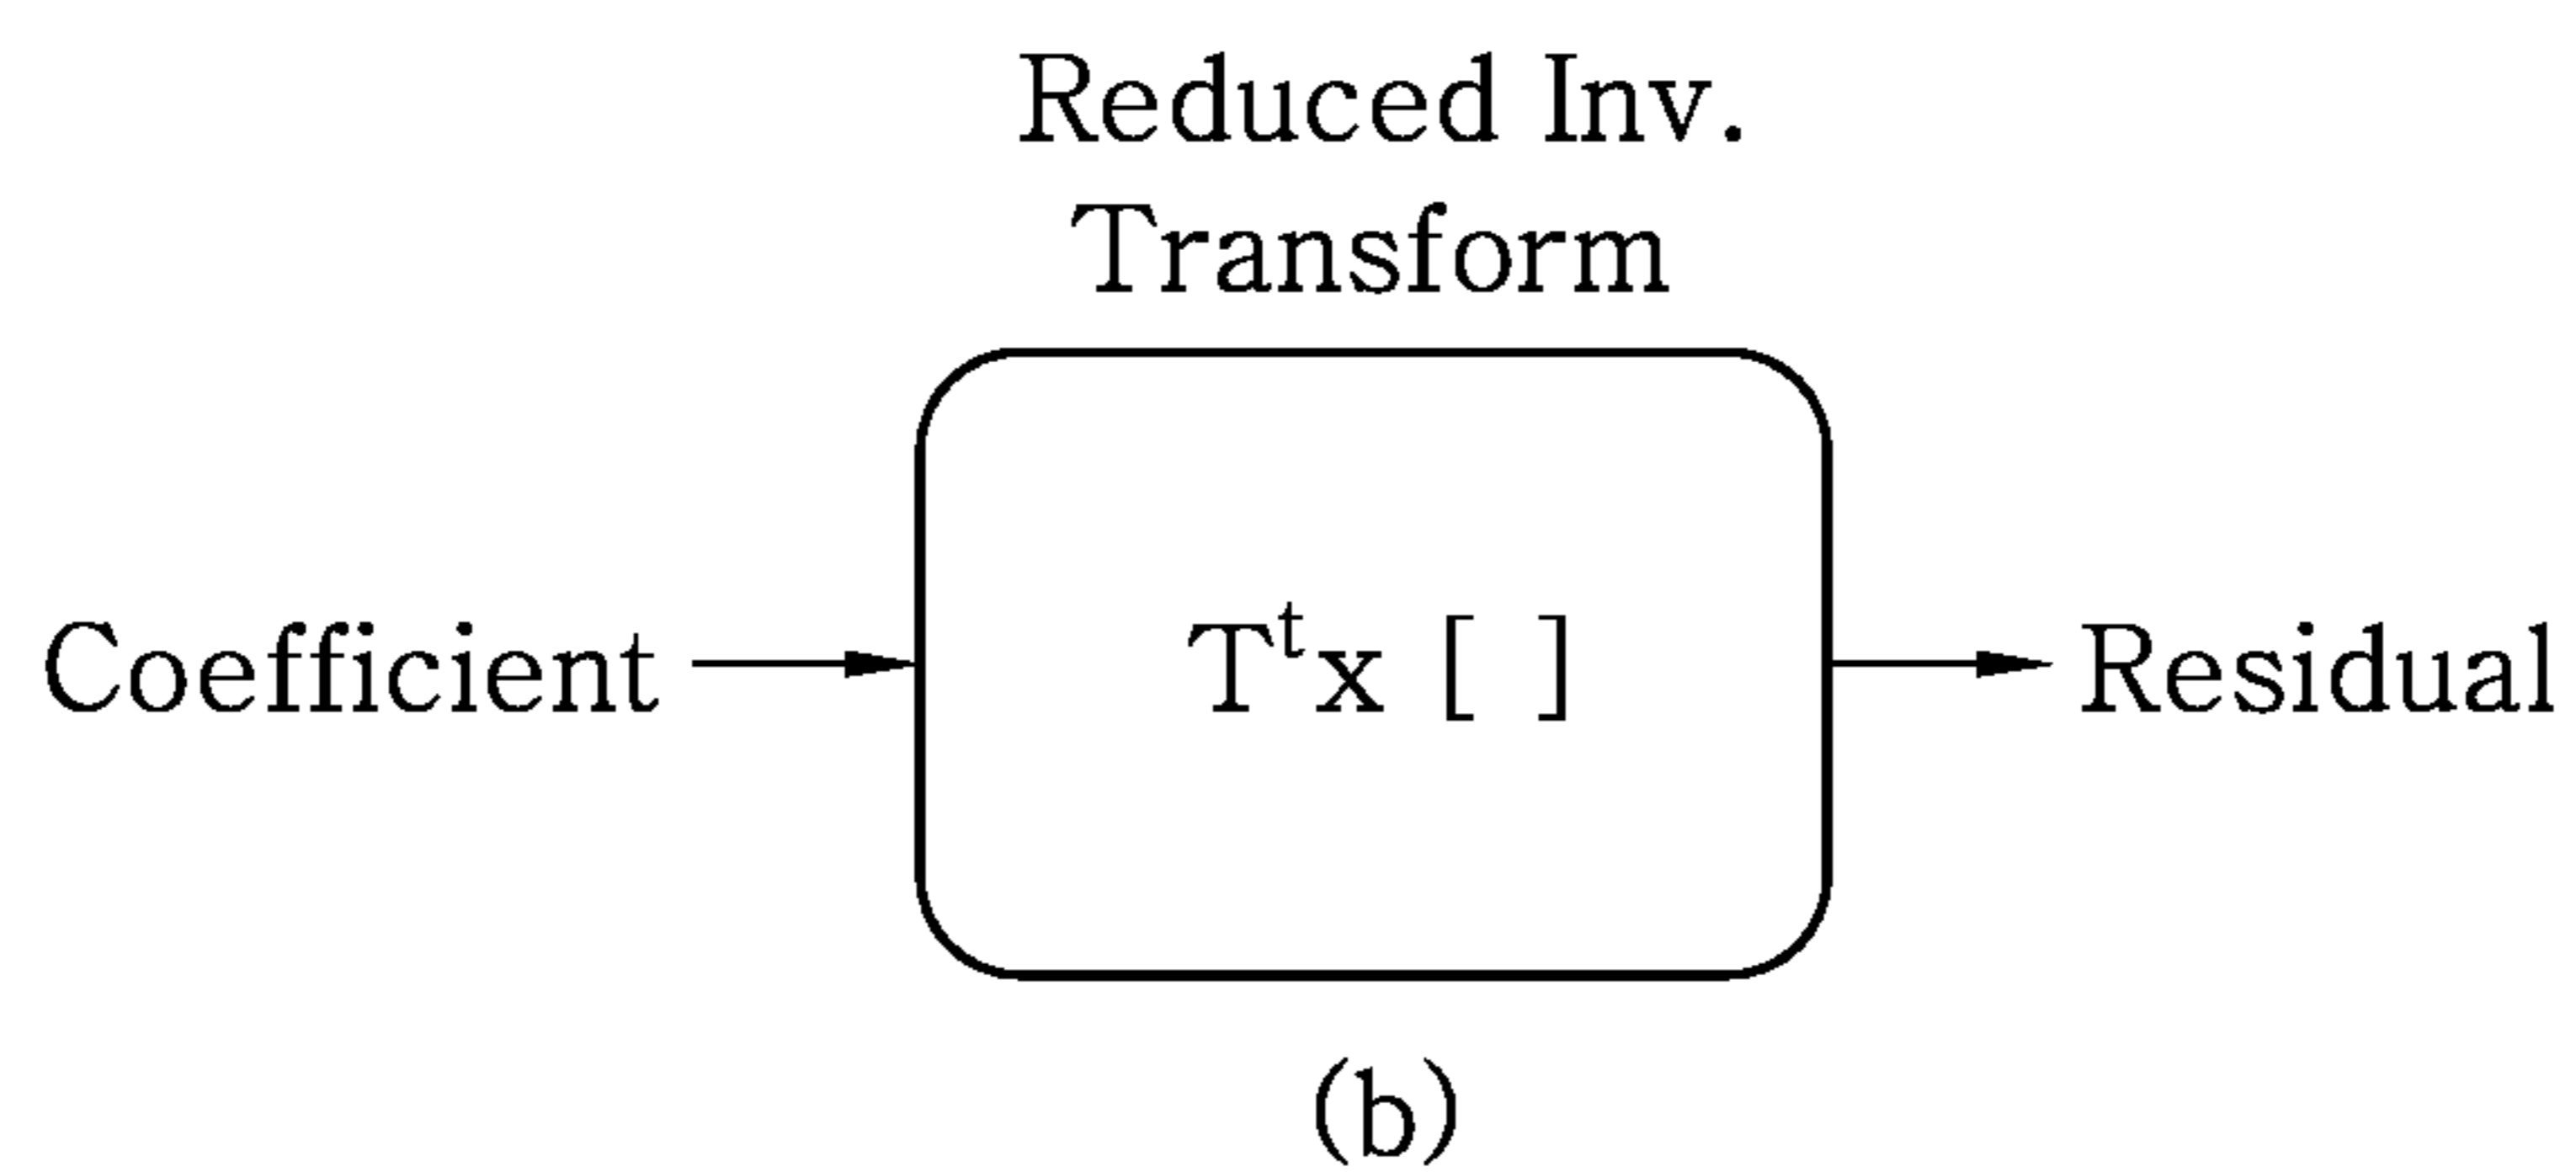 Reduced Inv.
Transform
Coefficient
Tᵗx [ ]
Residual
(b)